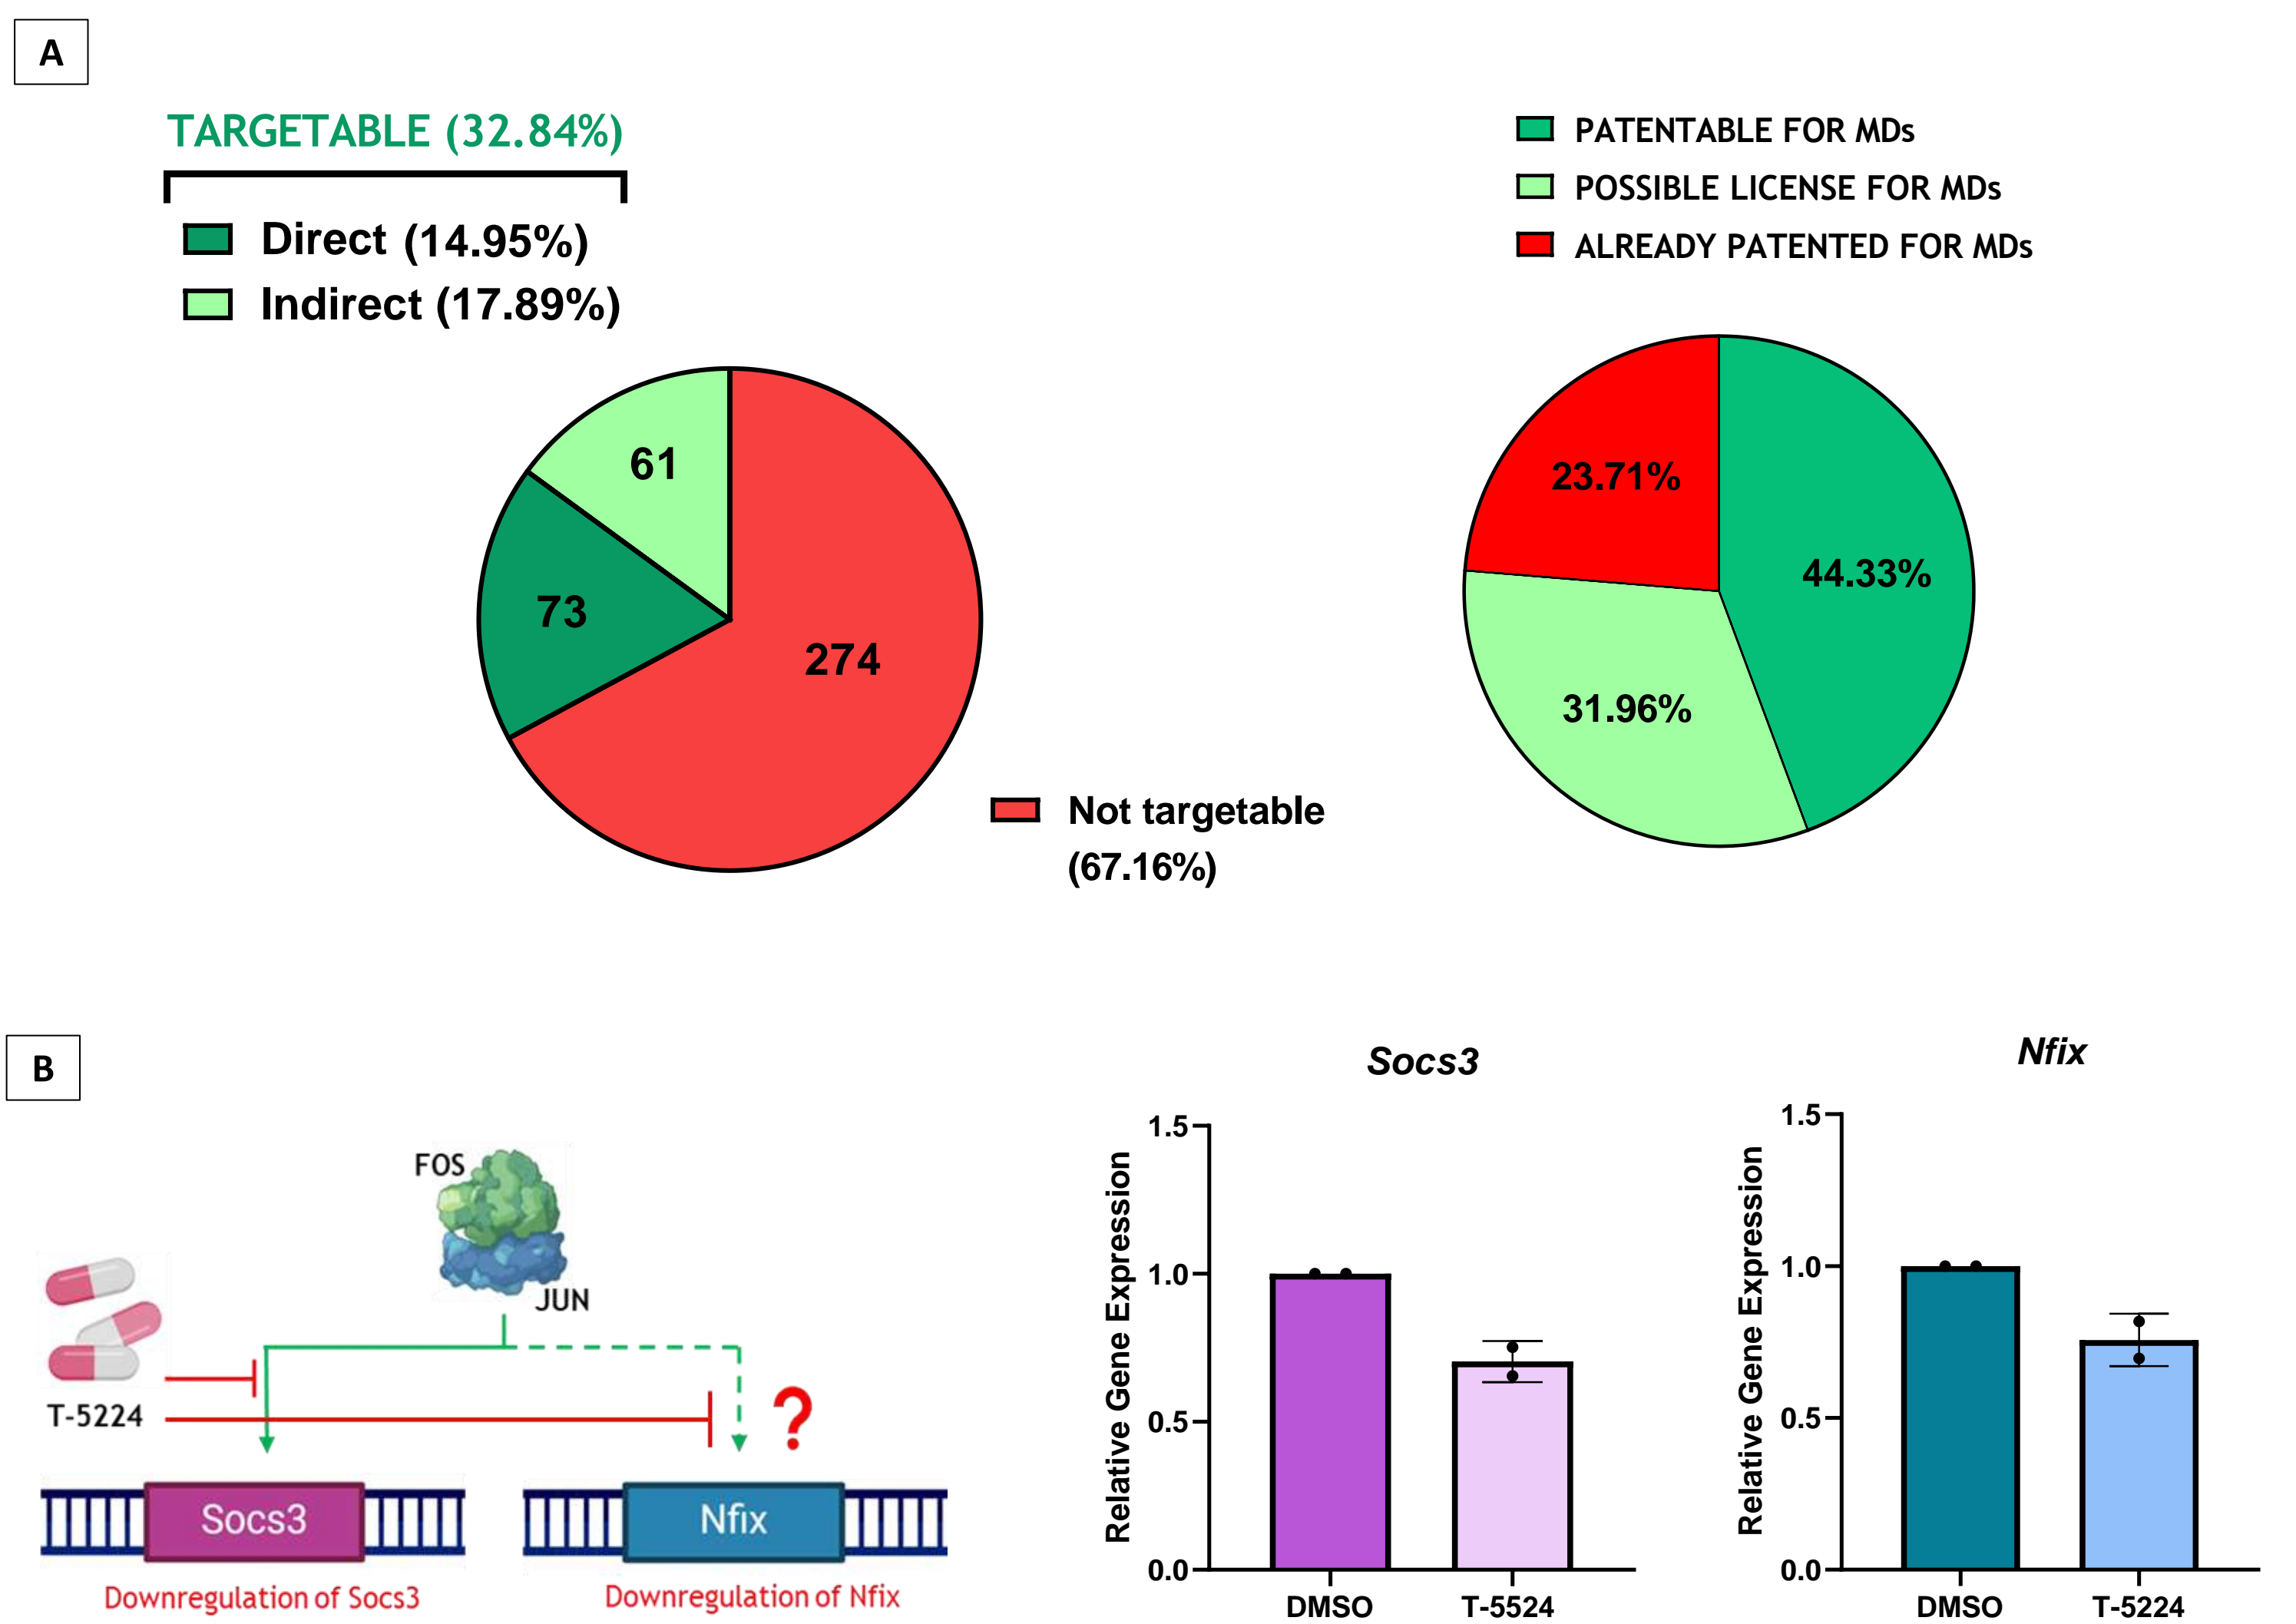 A
TARGETABLE (32.84%)
Direct (14.95%)
Indirect (17.89%)
61
73
274
Not targetable
(67.16%)
PATENTABLE FOR MDs
POSSIBLE LICENSE FOR MDs
ALREADY PATENTED FOR MDs
23.71%
44.33%
31.96%
B
FOS
JUN
T-5224
?
Socs3
Nfix
Downregulation of Socs3
Downregulation of Nfix
Socs3
Relative Gene Expression
1.5
1.0
0.5
0.0
DMSO
T-5524
Nfix
Relative Gene Expression
1.5
1.0
0.5
0.0
DMSO
T-5224